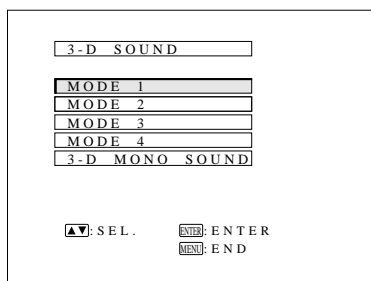 3-D SOUND
MODE 1
MODE 2
MODE 3
MODE 4
3-D MONO SOUND
▲▼:SEL. ENTER:ENTER
MENU:END